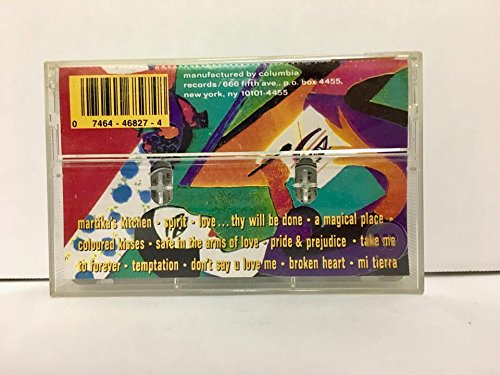 manufactured by columbia
records/666 fifth ave., p.o. box 4455,
new york, ny 10101-4455
0 7464-46827-4
martika's kitchen • spirit • love...thy will be done • a magical place •
coloured kisses • safe in the arms of love • pride & prejudice • take me
to forever • temptation • don't say u love me • broken heart • mi tierra